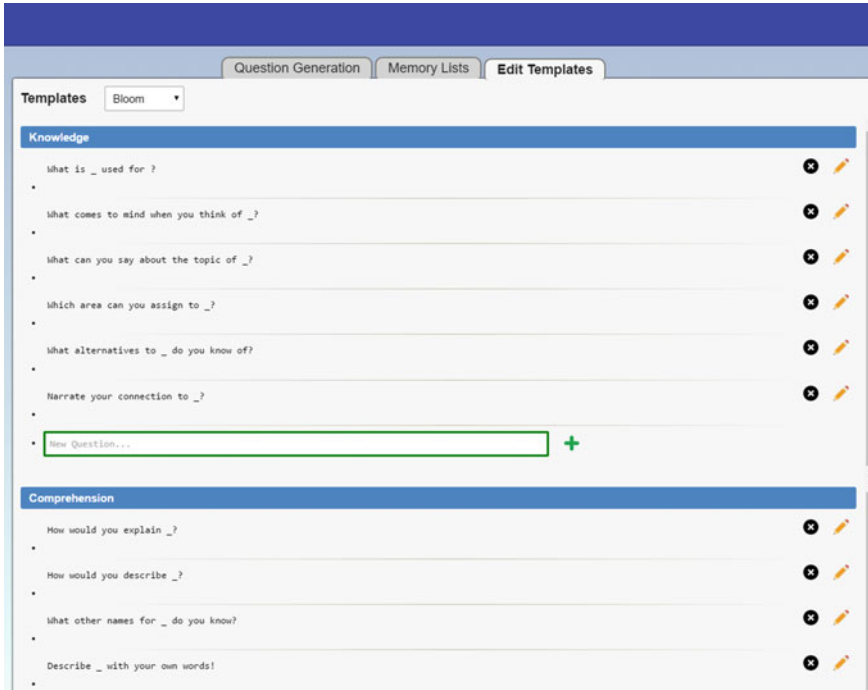 Question Generation
Memory Lists
Edit Templates
Templates
Bloom
Knowledge
What is _ used for ?
What comes to mind when you think of _?
What can you say about the topic of _?
Which area can you assign to _?
What alternatives to _ do you know of?
Narrate your connection to _?
New Question...
Comprehension
How would you explain _?
How would you describe _?
What other names for _ do you know?
Describe _ with your own words!